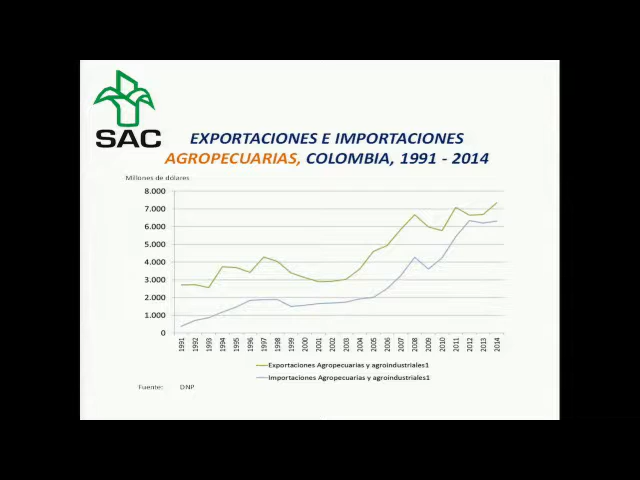 SAC
EXPORTACIONES E IMPORTACIONES
AGROPECUARIAS, COLOMBIA, 1991 - 2014
Millones de dólares
8.000
7.000
6.000
5.000
4.000
3.000
2.000
1.000
0
1991 1992 1993 1994 1995 1996 1997 1998 1999 2000 2001 2002 2003 2004 2005 2006 2007 2008 2009 2010 2011 2012 2013 2014
Exportaciones Agropecuarias y agroindustriales1
Importaciones Agropecuarias y agroindustriales1
Fuente: DNP